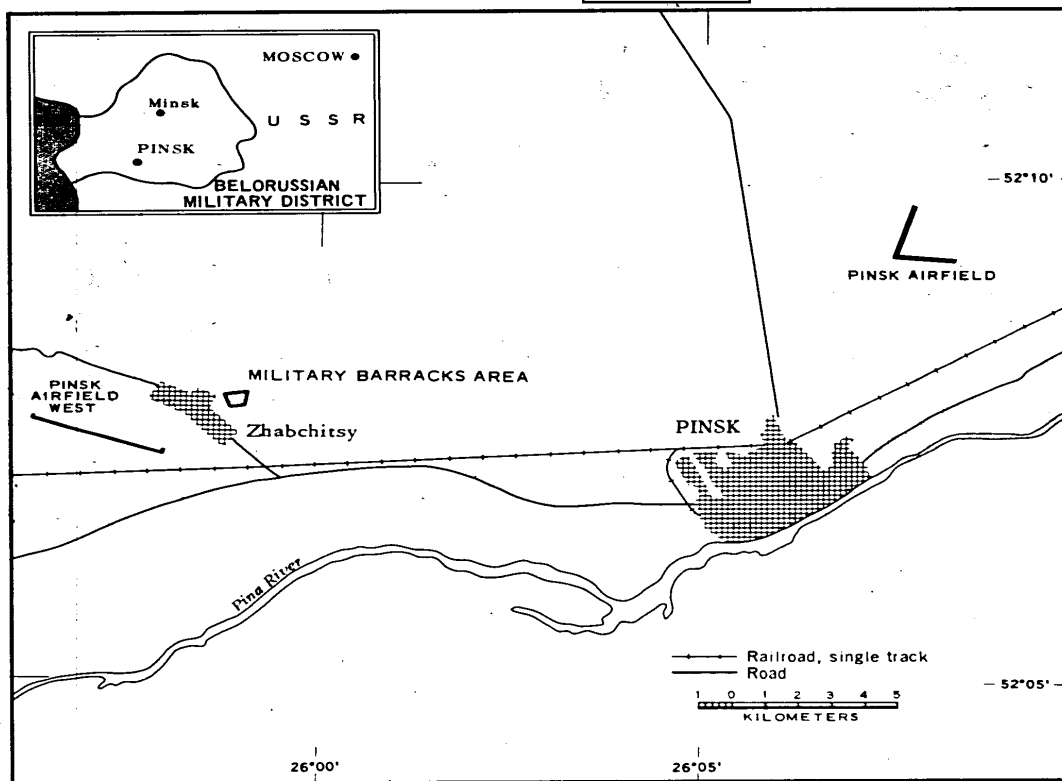 MOSCOW
Minsk
U S S R
PINSK
BELORUSSIAN
MILITARY DISTRICT
52°10'
PINSK AIRFIELD
MILITARY BARRACKS AREA
PINSK
AIRFIELD
WEST
Zhabchitsy
PINSK
Pina River
Railroad, single track
Road
52°05'
1 0 1 2 3 4 5
KILOMETERS
26°00'
26°05'